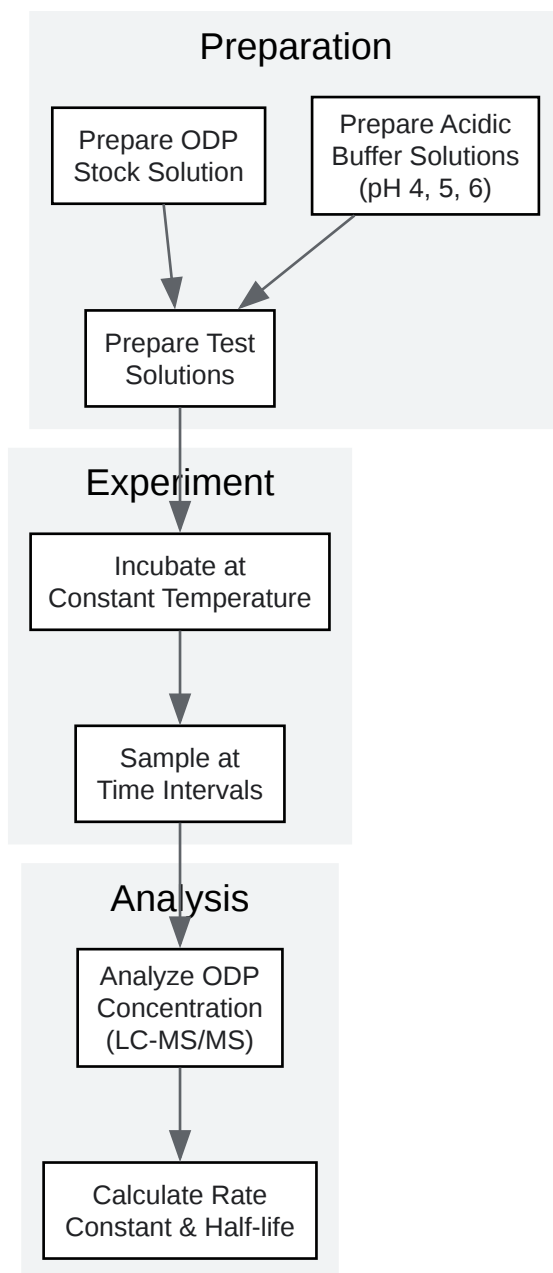 Preparation
Prepare ODP
Stock Solution
Prepare Acidic
Buffer Solutions
(pH 4, 5, 6)
Prepare Test
Solutions
Experiment
Incubate at
Constant Temperature
Sample at
Time Intervals
Analysis
Analyze ODP
Concentration
(LC-MS/MS)
Calculate Rate
Constant & Half-life